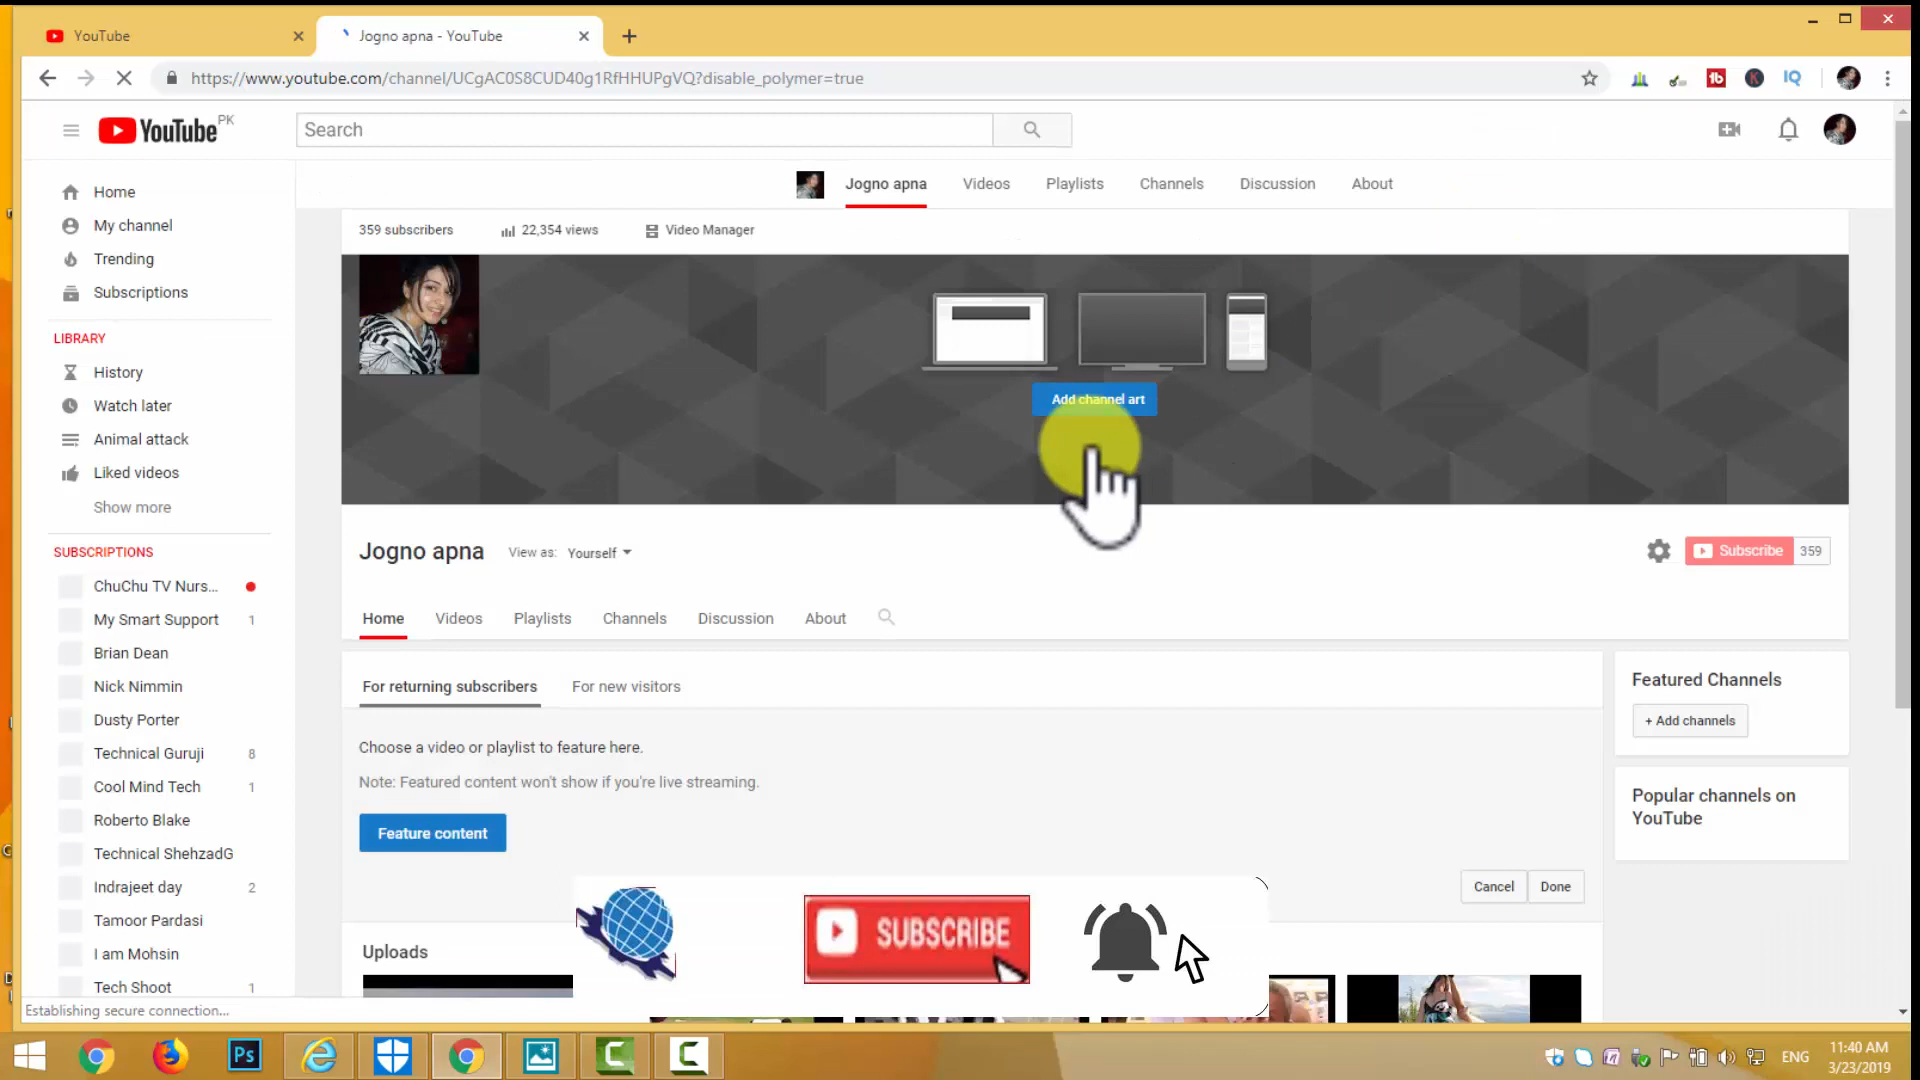 YouTube
Jogno apna - YouTube
https://www.youtube.com/channel/UCgAC0S8CUD40g1RfHHUPgVQ?disable_polymer=true
YouTube PK
Search
Jogno apna Videos Playlists Channels Discussion About
359 subscribers 22,354 views Video Manager
Add channel art
Home
My channel
Trending
Subscriptions
LIBRARY
History
Watch later
Animal attack
Liked videos
Show more
SUBSCRIPTIONS
ChuChu TV Nurs...
My Smart Support 1
Brian Dean
Nick Nimmin
Dusty Porter
Technical Guruji 8
Cool Mind Tech 1
Roberto Blake
Technical ShehzadG
Indrajeet day 2
Tamoor Pardasi
I am Mohsin
Tech Shoot 1
Jogno apna View as: Yourself
Subscribe 359
Home Videos Playlists Channels Discussion About
For returning subscribers For new visitors
Choose a video or playlist to feature here.
Note: Featured content won't show if you're live streaming.
Feature content
Cancel Done
Featured Channels
+ Add channels
Popular channels on
YouTube
Uploads
SUBSCRIBE
Establishing secure connection...
ENG
11:40 AM
3/23/2019